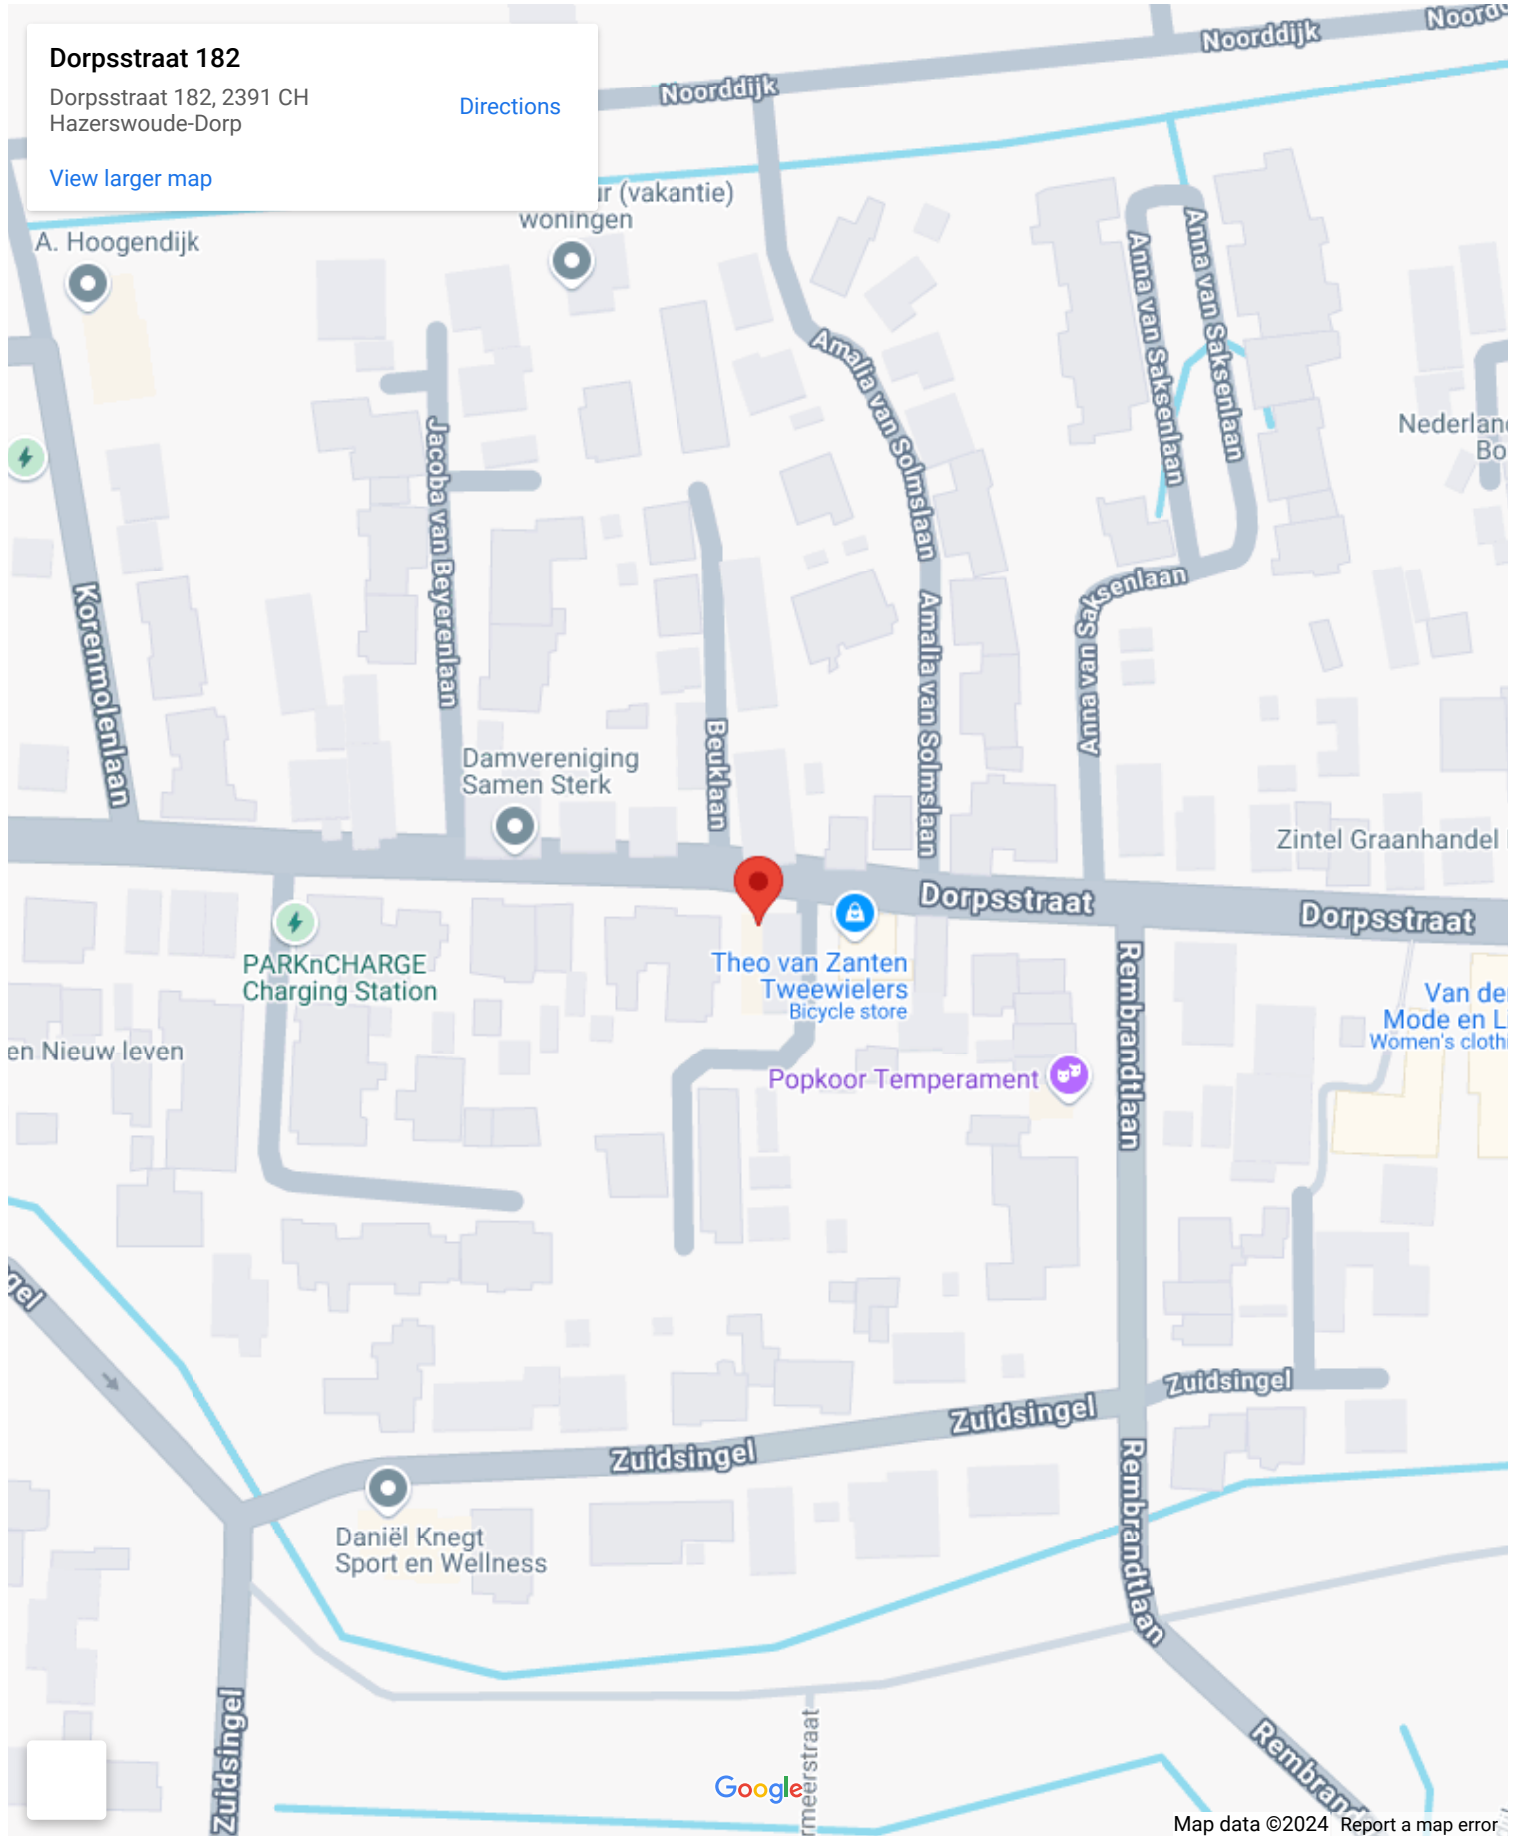 Dorpsstraat 182
Dorpsstraat 182, 2391 CH
Hazerswoude-Dorp
Directions
View larger map
Noorddijk
Noorddijk
(vakantie)
woningen
A. Hoogendijk
Anna van Saksenlaan
Anna van Saksenlaan
Amalia van Solmslaan
Jacoba van Beyerenlaan
Korenmolenlaan
Anna van Saksenlaan
Amalia van Solmslaan
Beuklaan
Damvereniging
Samen Sterk
Zintel Graanhandel
Dorpsstraat
Dorpsstraat
PARKnCHARGE
Charging Station
Theo van Zanten
Tweewielers
Bicycle store
Rembrandtlaan
Van de
Mode en L
Women's cloth
en Nieuw leven
Popkoor Temperament
Zuidsingel
Zuidsingel
Zuidsingel
Rembrandtlaan
Daniël Knegt
Sport en Wellness
Zuidsingel
Rembrand
rmeerstraat
Google
Map data ©2024 Report a map error